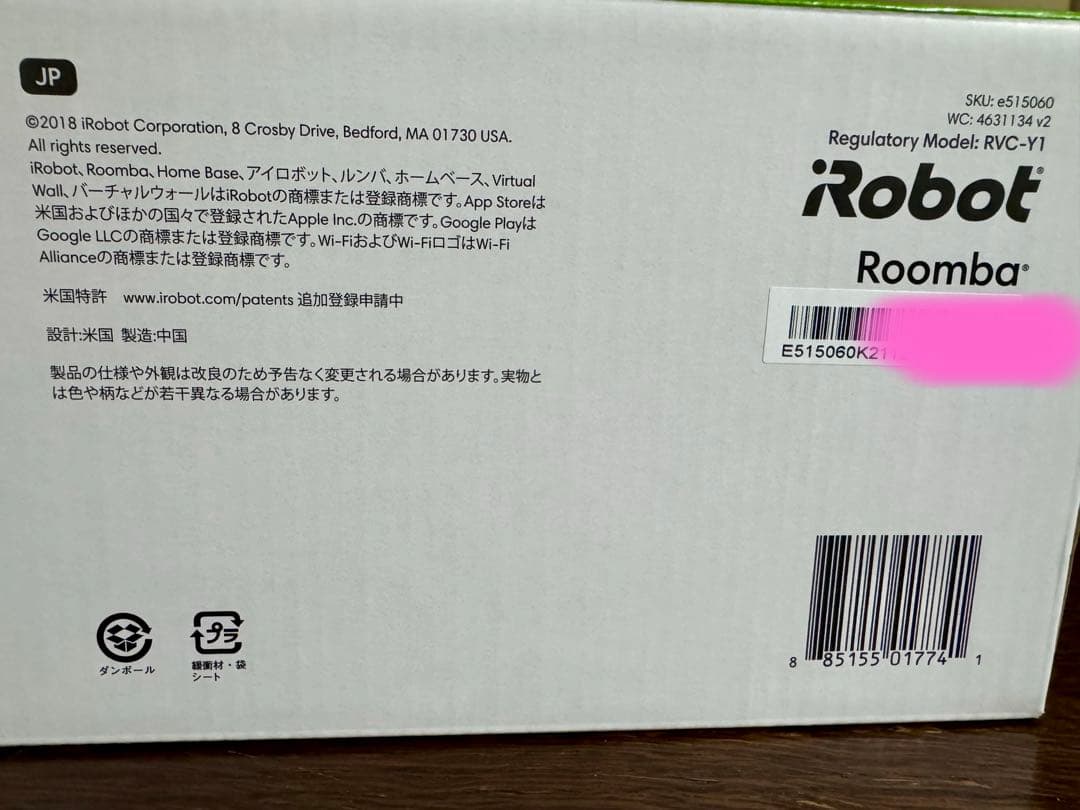 JP
©2018 iRobot Corporation, 8 Crosby Drive, Bedford, MA 01730 USA.
All rights reserved.
iRobot、Roomba、Home Base、アイロボット、ルンバ、ホームベース、Virtual
Wall、バーチャルウォールはiRobotの商標または登録商標です。App Storeは
米国およびほかの国々で登録されたApple Inc.の商標です。Google Playは
Google LLCの商標または登録商標です。Wi-FiおよびWi-FiロゴはWi-Fi
Allianceの商標または登録商標です。
米国特許 www.irobot.com/patents 追加登録申請中
設計:米国 製造:中国
製品の仕様や外観は改良のため予告なく変更される場合があります。実物と
は色や柄などが若干異なる場合があります。
SKU: e515060
WC: 4631134 v2
Regulatory Model: RVC-Y1
iRobot®
Roomba®
E515060K211
ダンボール
プラ
緩衝材・袋
シート
8 85155 01774 1